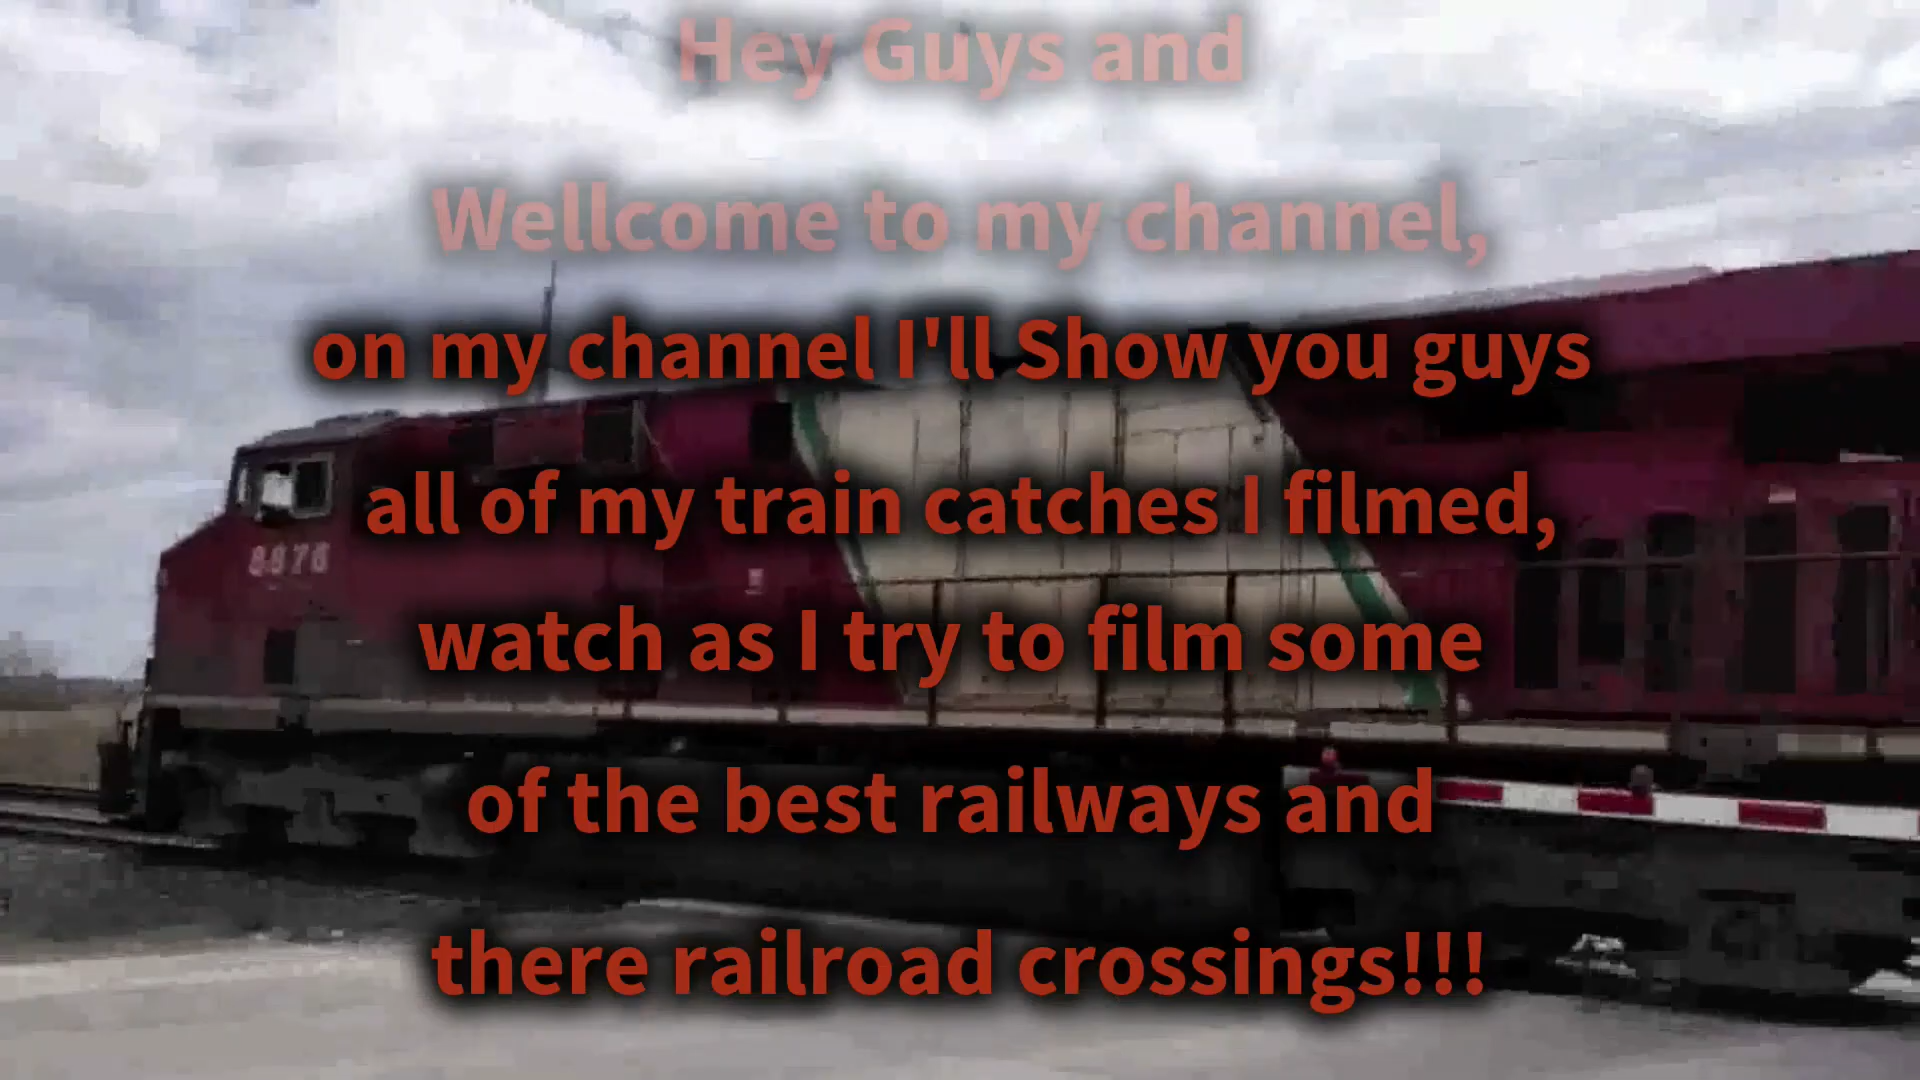 Hey Guys and
Wellcome to my channel,
on my channel I'll Show you guys
all of my train catches I filmed,
watch as I try to film some
of the best railways and
there railroad crossings!!!